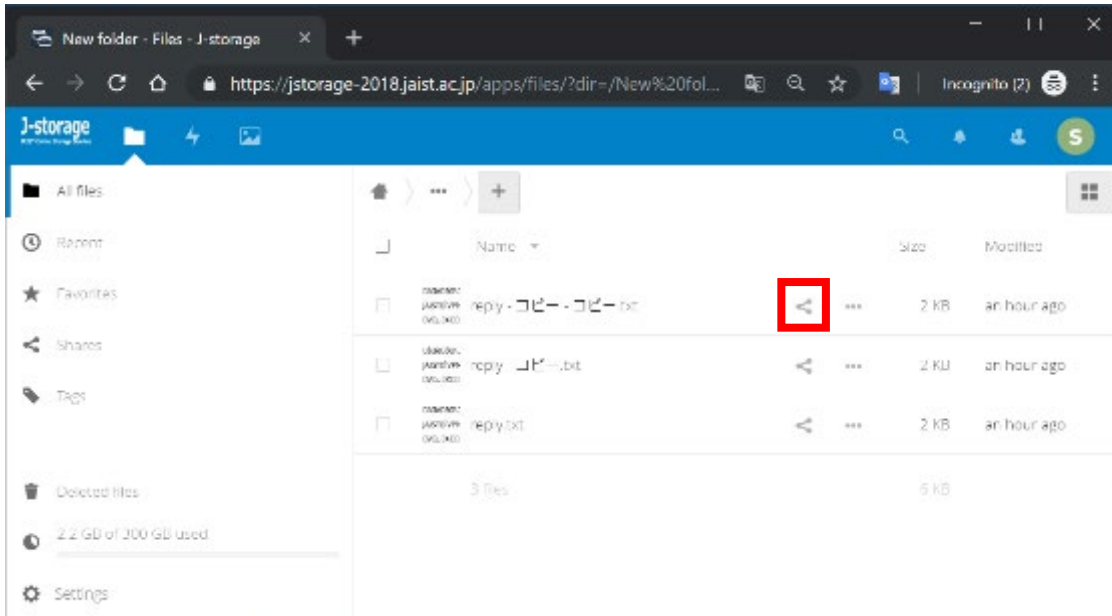 New folder - Files - J-storage
https://jstorage-2018.jaist.ac.jp/apps/files/?dir=/New%20fol...
Incognito (2)
J-storage
S
All files
Recent
Favorites
Shares
Tags
Deleted files
2.2 GB of 300 GB used
Settings
Name Size Modified
reply - コピー - コピー.txt 2 KB an hour ago
reply - コピー.txt 2 KB an hour ago
reply.txt 2 KB an hour ago
3 files 6 KB